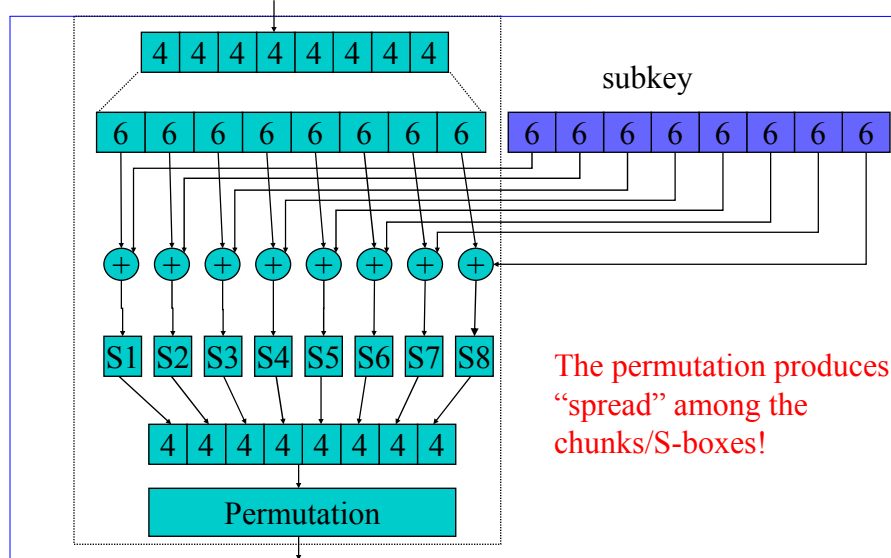 4 4 4 4 4 4 4 4
subkey
6 6 6 6 6 6 6 6
6 6 6 6 6 6 6 6
+ + + + + + + +
S1 S2 S3 S4 S5 S6 S7 S8
The permutation produces
“spread” among the
chunks/S-boxes!
4 4 4 4 4 4 4 4
Permutation